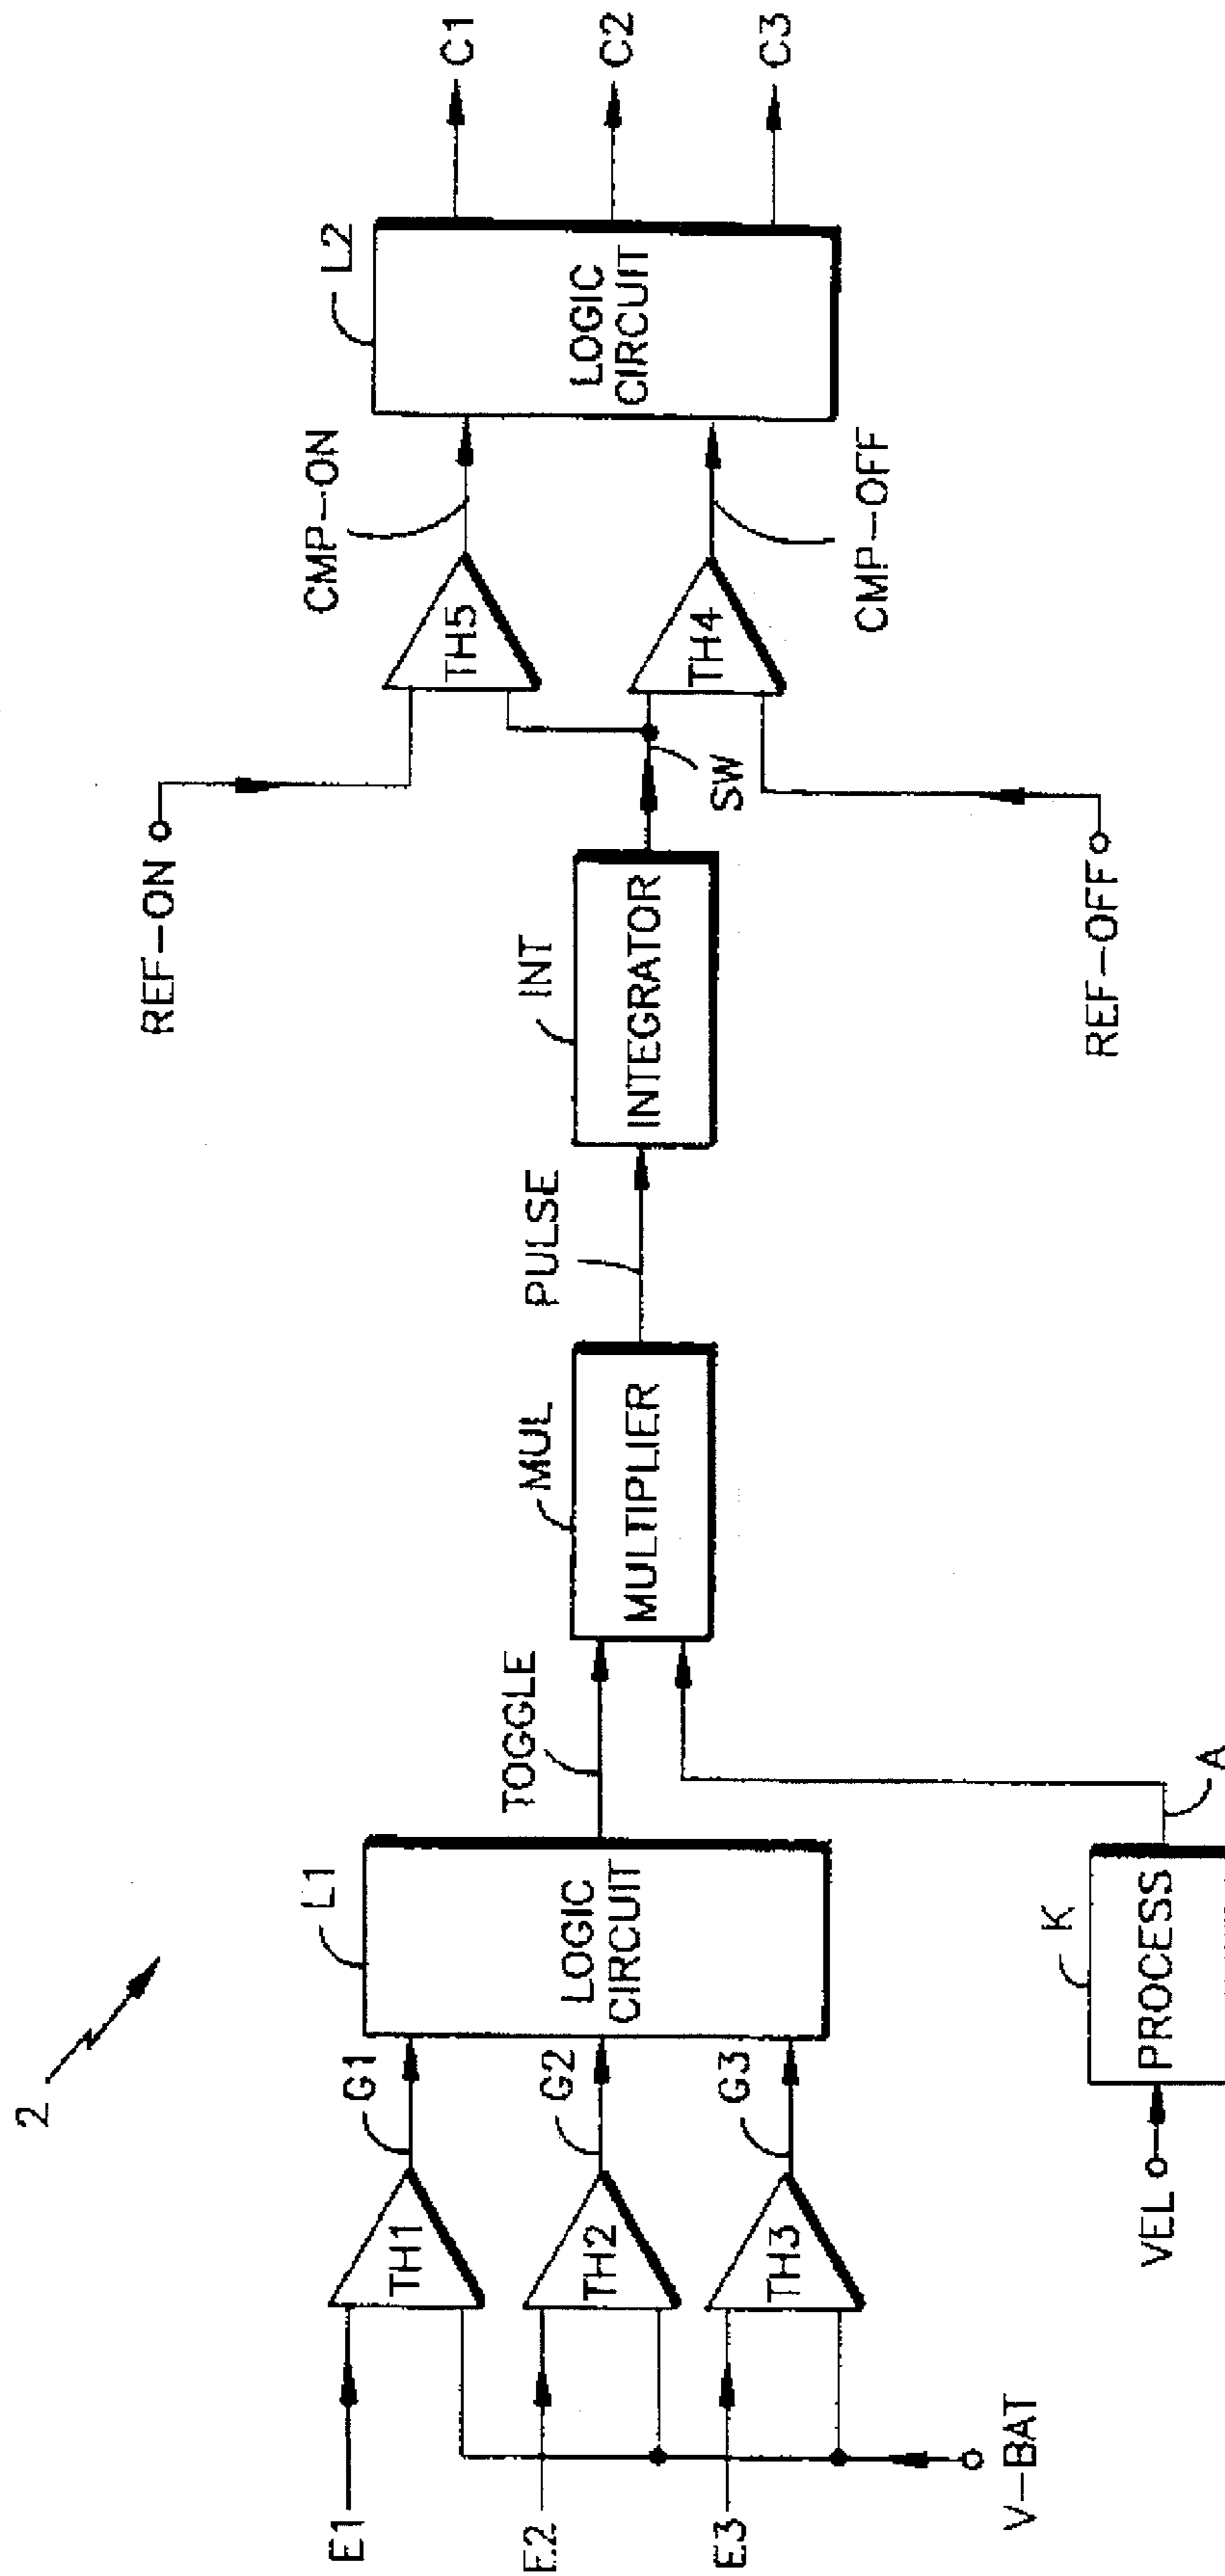 2
E1
E2
E3
V-BAT
TH1
TH2
TH3
G1
G2
G3
L1
LOGIC
CIRCUIT
VEL
K
PROCESS
A
TOGGLE
MUL
MULTIPLIER
PULSE
INT
INTEGRATOR
SW
REF-ON
REF-OFF
TH5
TH4
CMP-ON
CMP-OFF
L2
LOGIC
CIRCUIT
C1
C2
C3